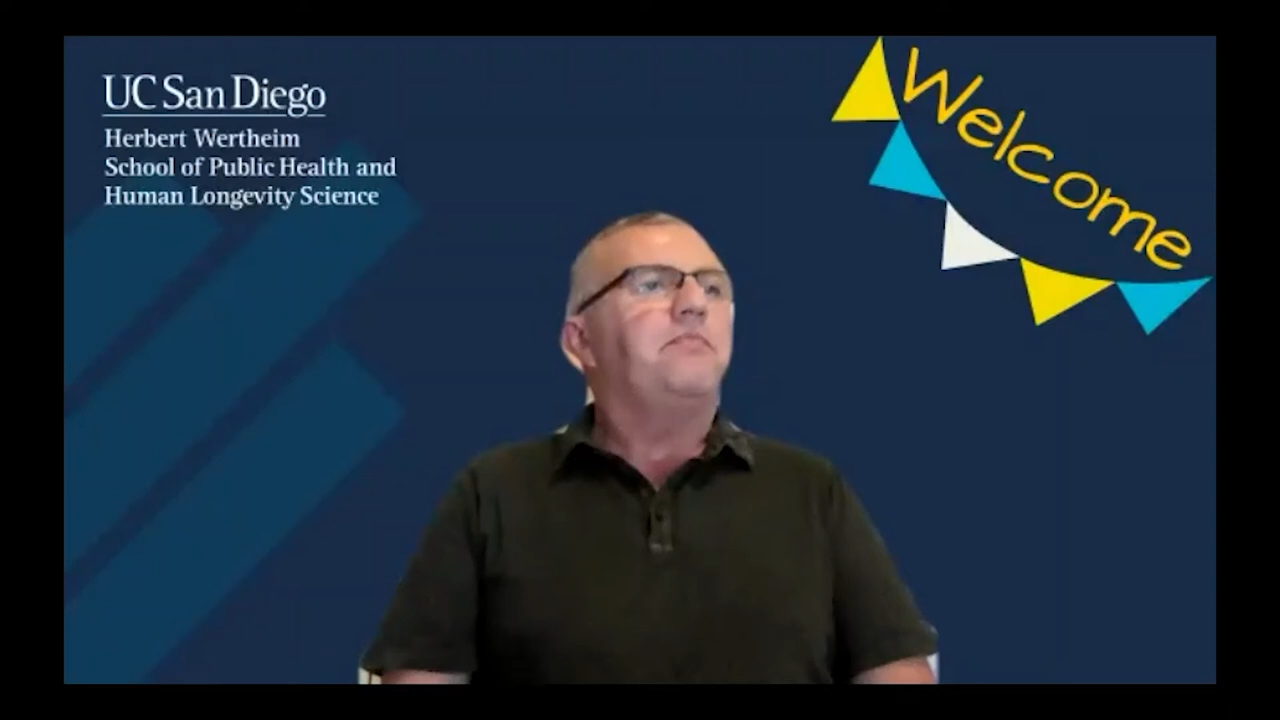 UC San Diego
Herbert Wertheim
School of Public Health and
Human Longevity Science
Welcome